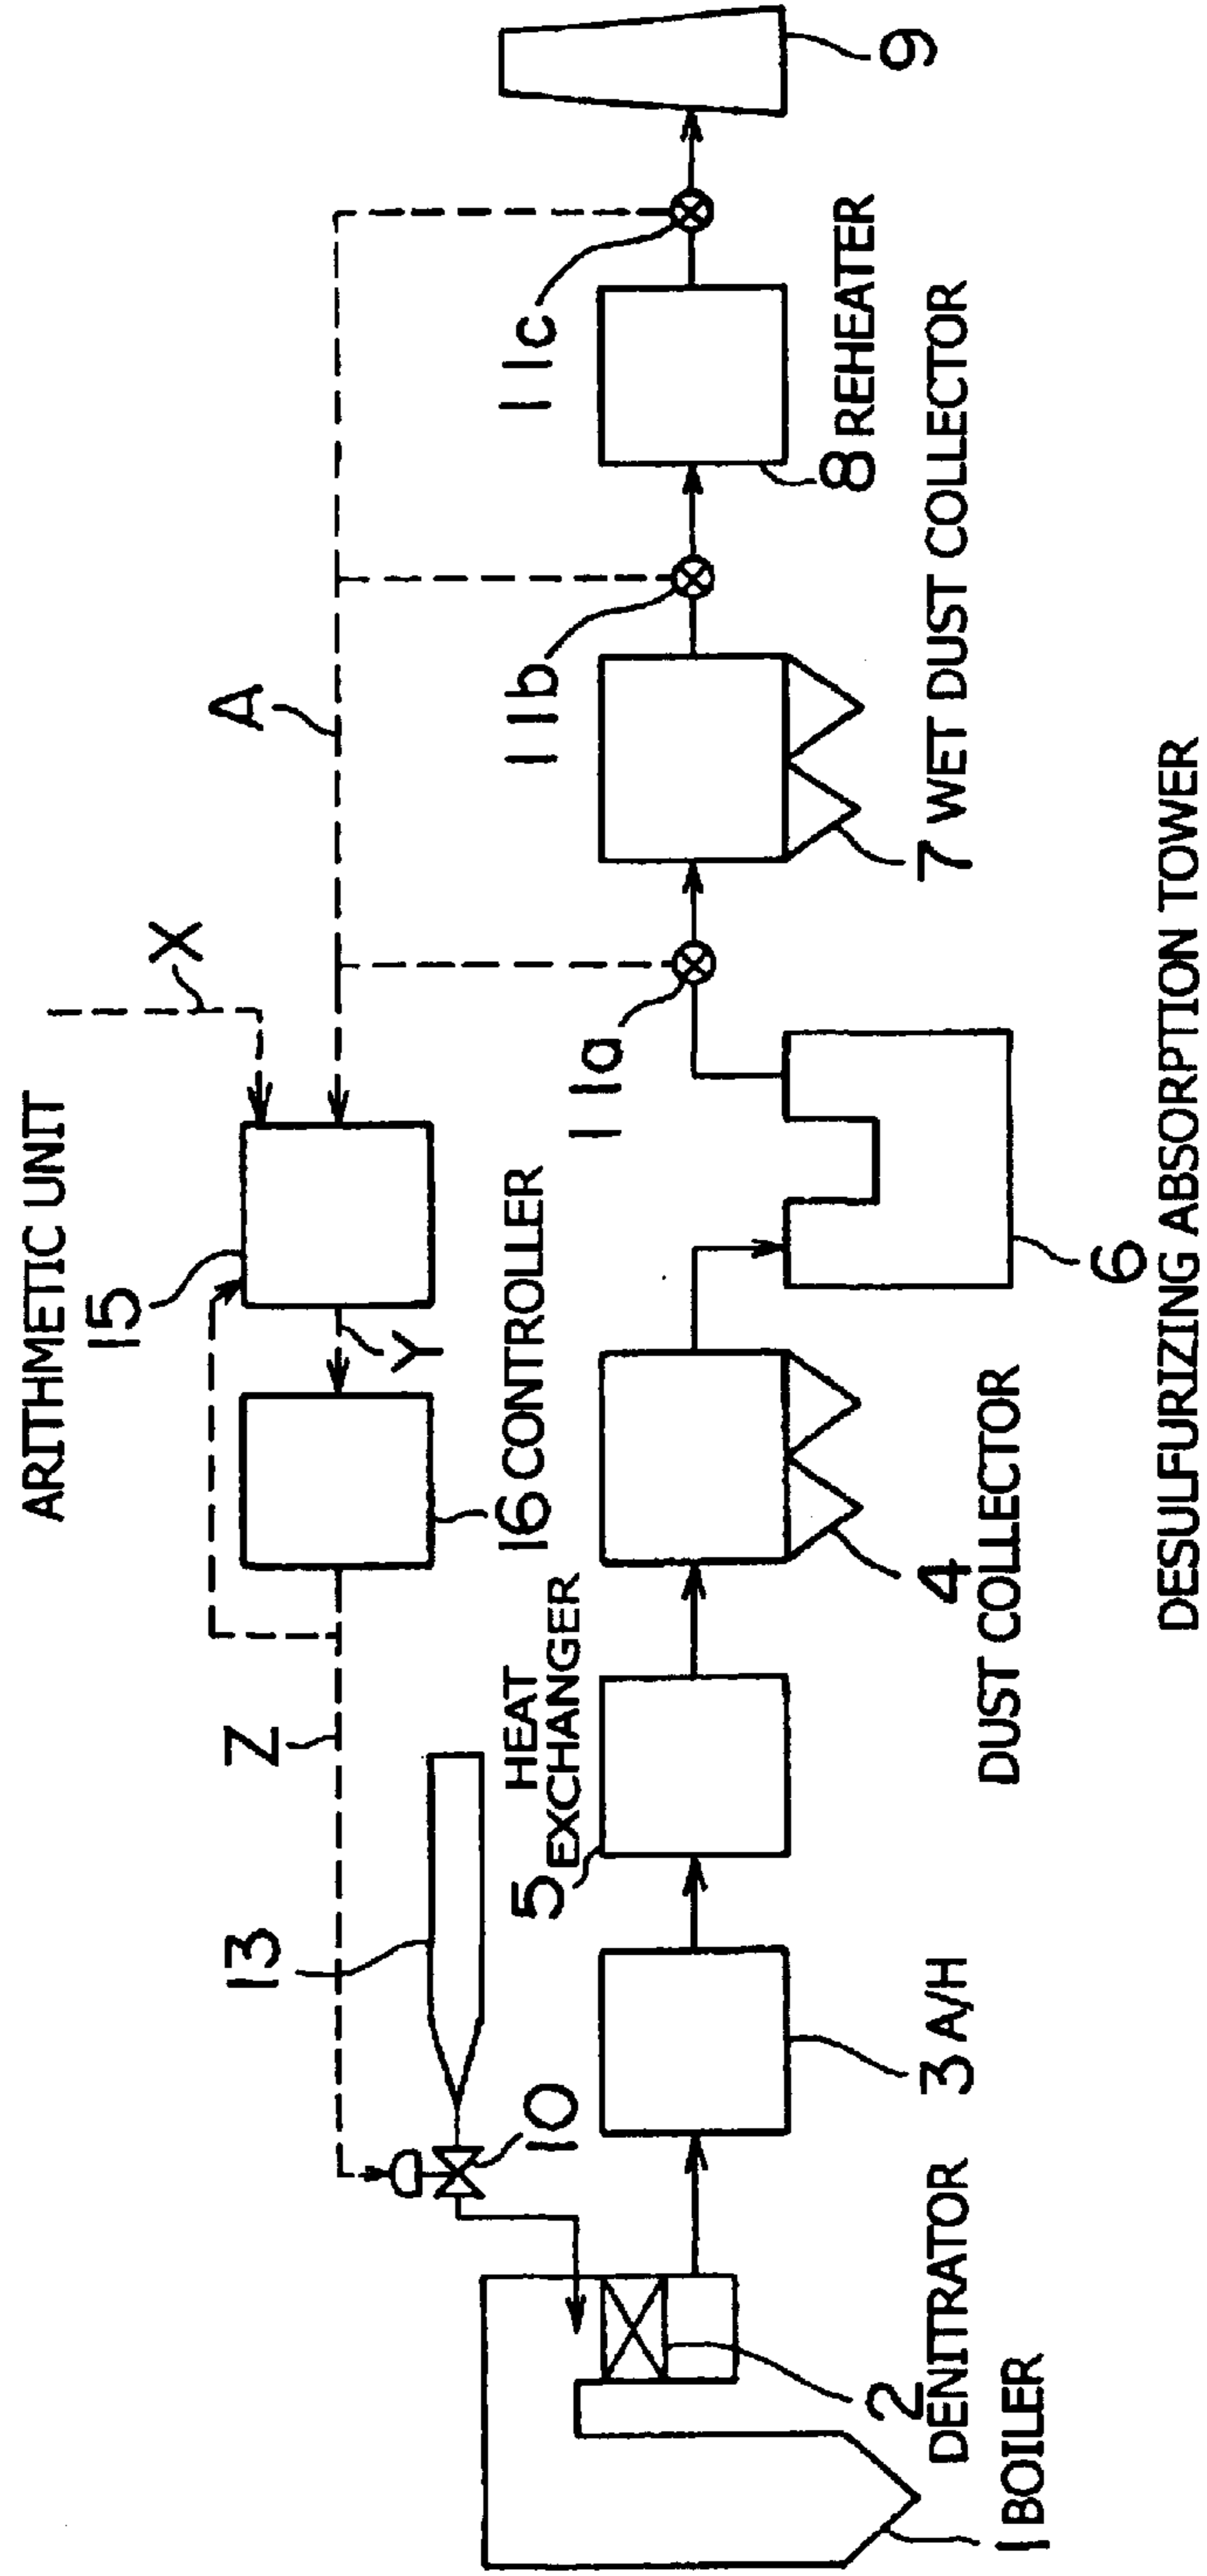 ARITHMETIC UNIT
15
X
A
Y
Z
16 CONTROLLER
13
10
11a
11b
11c
9
8 REHEATER
7 WET DUST COLLECTOR
6
DESULFURIZING ABSORPTION TOWER
4
DUST COLLECTOR
HEAT
5 EXCHANGER
3 A/H
2
DENITRATOR
1 BOILER